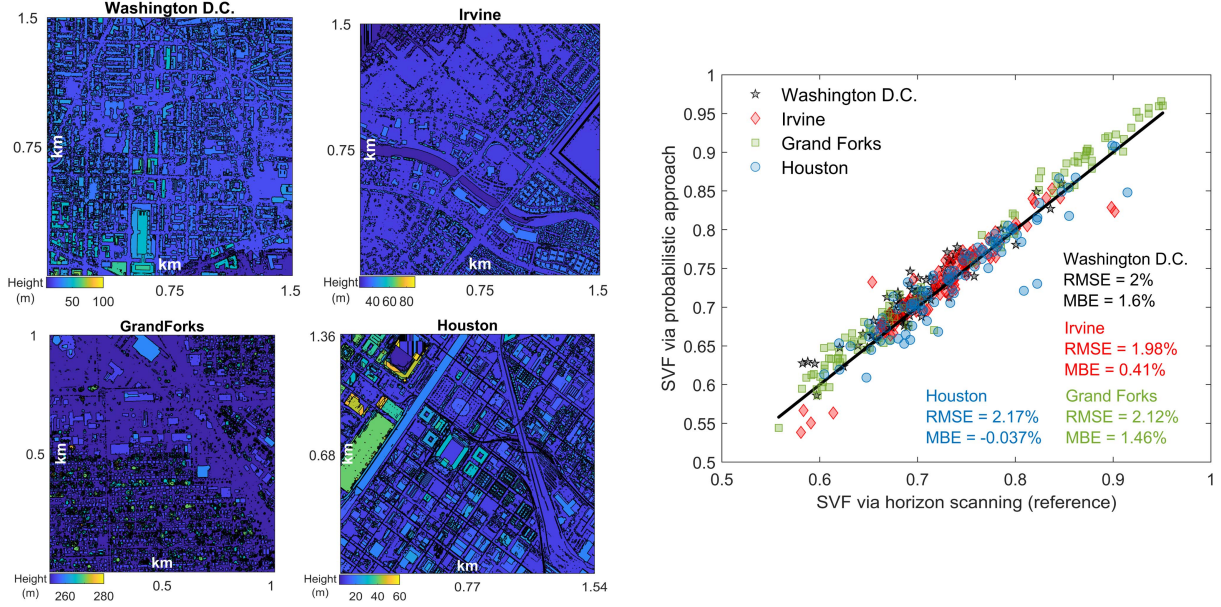 Washington D.C.
1.5
0.75
km
km
Height
(m)
50 100
0.75
1.5
Irvine
1.5
0.75
km
km
Height
(m)
40 60 80
0.75
1.5
GrandForks
1
0.5
km
km
Height
(m)
260 280
0.5
1
Houston
1.36
0.68
km
km
Height
(m)
20 40 60
0.77
1.54
SVF via probabilistic approach
1
0.95
0.9
0.85
0.8
0.75
0.7
0.65
0.6
0.55
0.5
Washington D.C.
Irvine
Grand Forks
Houston
Washington D.C.
RMSE = 2%
MBE = 1.6%
Irvine
RMSE = 1.98%
MBE = 0.41%
Houston
RMSE = 2.17%
MBE = -0.037%
Grand Forks
RMSE = 2.12%
MBE = 1.46%
0.5 0.6 0.7 0.8 0.9 1
SVF via horizon scanning (reference)